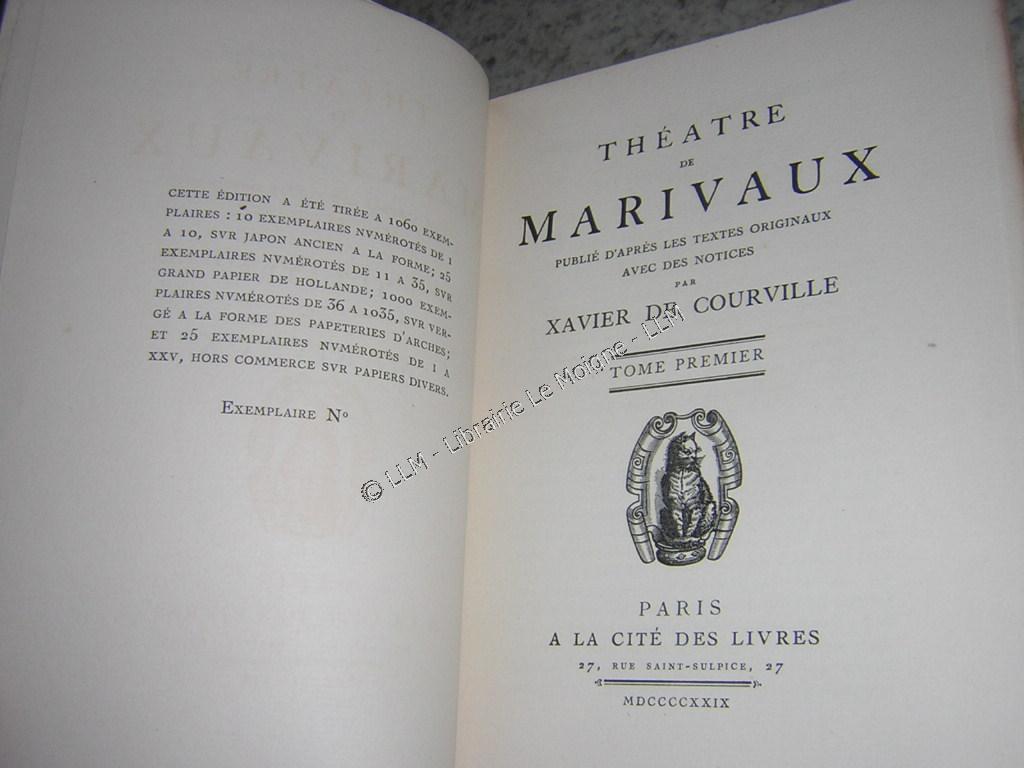 CETTE ÉDITION A ÉTÉ TIRÉE A 1060 EXEM-
PLAIRES : 10 EXEMPLAIRES NVMÉROTÉS DE 1
A 10, SVR JAPON ANCIEN A LA FORME; 25
EXEMPLAIRES NVMÉROTÉS DE 11 A 35, SVR
GRAND PAPIER DE HOLLANDE; 1000 EXEM-
PLAIRES NVMÉROTÉS DE 36 A 1035, SVR VER-
GÉ A LA FORME DES PAPETERIES D'ARCHES;
ET 25 EXEMPLAIRES NVMÉROTÉS DE I A
XXV, HORS COMMERCE SVR PAPIERS DIVERS.
EXEMPLAIRE No
THÉATRE
DE
MARIVAUX
PUBLIÉ D'APRÈS LES TEXTES ORIGINAUX
AVEC DES NOTICES
PAR
XAVIER DE COURVILLE
TOME PREMIER
PARIS
A LA CITÉ DES LIVRES
27, RUE SAINT-SULPICE, 27
MDCCCCXXIX
© LLM - Librairie Le Moigne - LLM